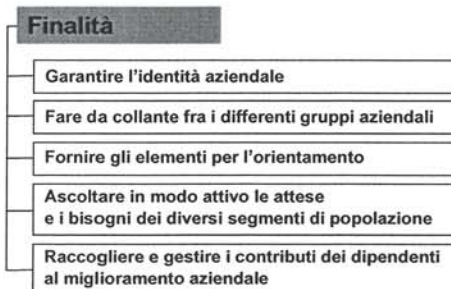 Finalità
Garantire l'identità aziendale
Fare da collante fra i differenti gruppi aziendali
Fornire gli elementi per l'orientamento
Ascoltare in modo attivo le attese
e i bisogni dei diversi segmenti di popolazione
Raccogliere e gestire i contributi dei dipendenti
al miglioramento aziendale